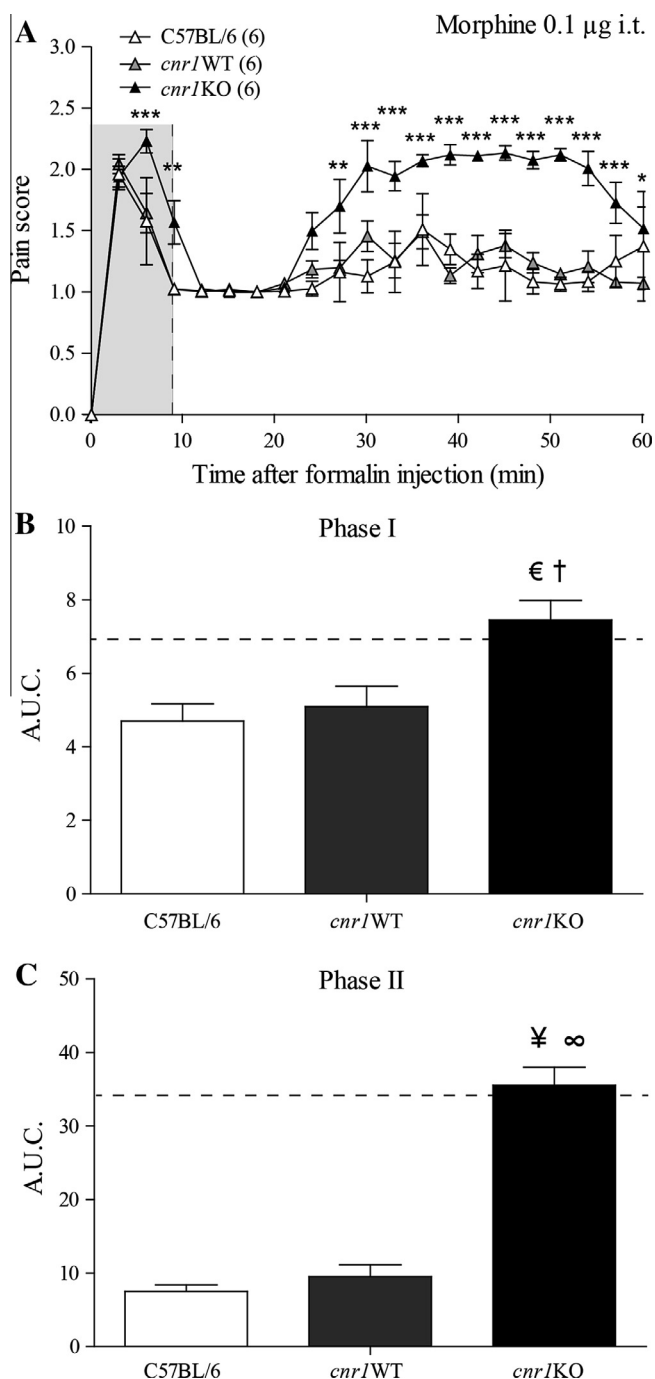 A
Morphine 0.1 µg i.t.
C57BL/6 (6)
cnr1WT (6)
cnr1KO (6)
Pain score
3.0
2.5
2.0
1.5
1.0
0.5
0.0
*** ** ** *** *** *** *** *** *** *** *** *** *** *
0 10 20 30 40 50 60
Time after formalin injection (min)
B
Phase I
A.U.C.
10
8
6
4
2
0
€ †
C57BL/6 cnr1WT cnr1KO
C
Phase II
A.U.C.
50
40
30
20
10
0
¥ ∞
C57BL/6 cnr1WT cnr1KO